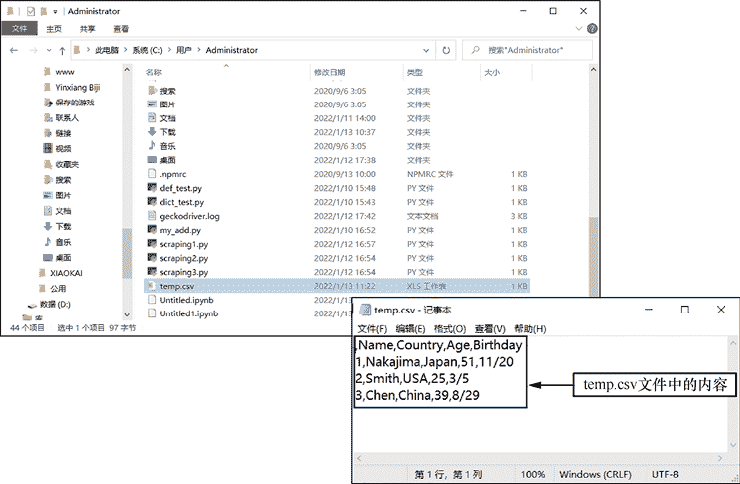 Administrator
文件 主页 共享 查看
此电脑 > 系统 (C:) > 用户 > Administrator
搜索"Administrator"
www
Yinxiang Biji
保存的游戏
联系人
链接
视频
收藏夹
搜索
图片
文档
下载
音乐
桌面
XIAOKAI
公用
数据 (D:)
库
名称 修改日期 类型 大小
搜索 2020/9/6 3:05 文件夹
图片 2020/9/6 3:05 文件夹
文档 2022/1/11 14:00 文件夹
下载 2022/1/13 10:37 文件夹
音乐 2020/9/6 3:05 文件夹
桌面 2022/1/12 17:38 文件夹
.npmrc 2020/9/13 10:00 NPMRC 文件 1 KB
def_test.py 2022/1/10 15:48 PY 文件 1 KB
dict_test.py 2022/1/10 15:43 PY 文件 1 KB
geckodriver.log 2022/1/12 17:42 文本文档 3 KB
my_add.py 2022/1/10 16:52 PY 文件 1 KB
scraping1.py 2022/1/12 16:57 PY 文件 1 KB
scraping2.py 2022/1/12 16:54 PY 文件 1 KB
scraping3.py 2022/1/12 16:54 PY 文件 1 KB
temp.csv 2022/1/13 11:22 XLS 工作表 1 KB
Untitled.ipynb
Untitled1.ipynb
44 个项目 选中 1 个项目 97 字节
temp.csv - 记事本
文件(F) 编辑(E) 格式(O) 查看(V) 帮助(H)
,Name,Country,Age,Birthday
1,Nakajima,Japan,51,11/20
2,Smith,USA,25,3/5
3,Chen,China,39,8/29
temp.csv文件中的内容
第 1 行，第 1 列 100% Windows (CRLF) UTF-8